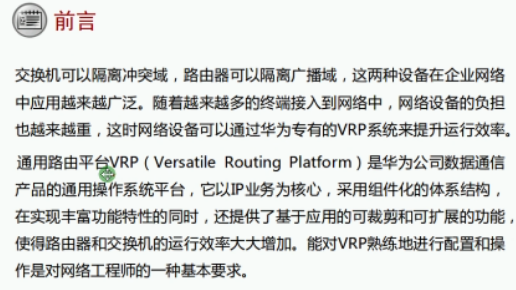 前言
交换机可以隔离冲突域，路由器可以隔离广播域，这两种设备在企业网络
中应用越来越广泛。随着越来越多的终端接入到网络中，网络设备的负担
也越来越重，这时网络设备可以通过华为专有的VRP系统来提升运行效率。
通用路由平台VRP（Versatile Routing Platform）是华为公司数据通信
产品的通用操作系统平台，它以IP业务为核心，采用组件化的体系结构，
在实现丰富功能特性的同时，还提供了基于应用的可裁剪和可扩展的功能，
使得路由器和交换机的运行效率大大增加。能对VRP熟练地进行配置和操
作是对网络工程师的一种基本要求。